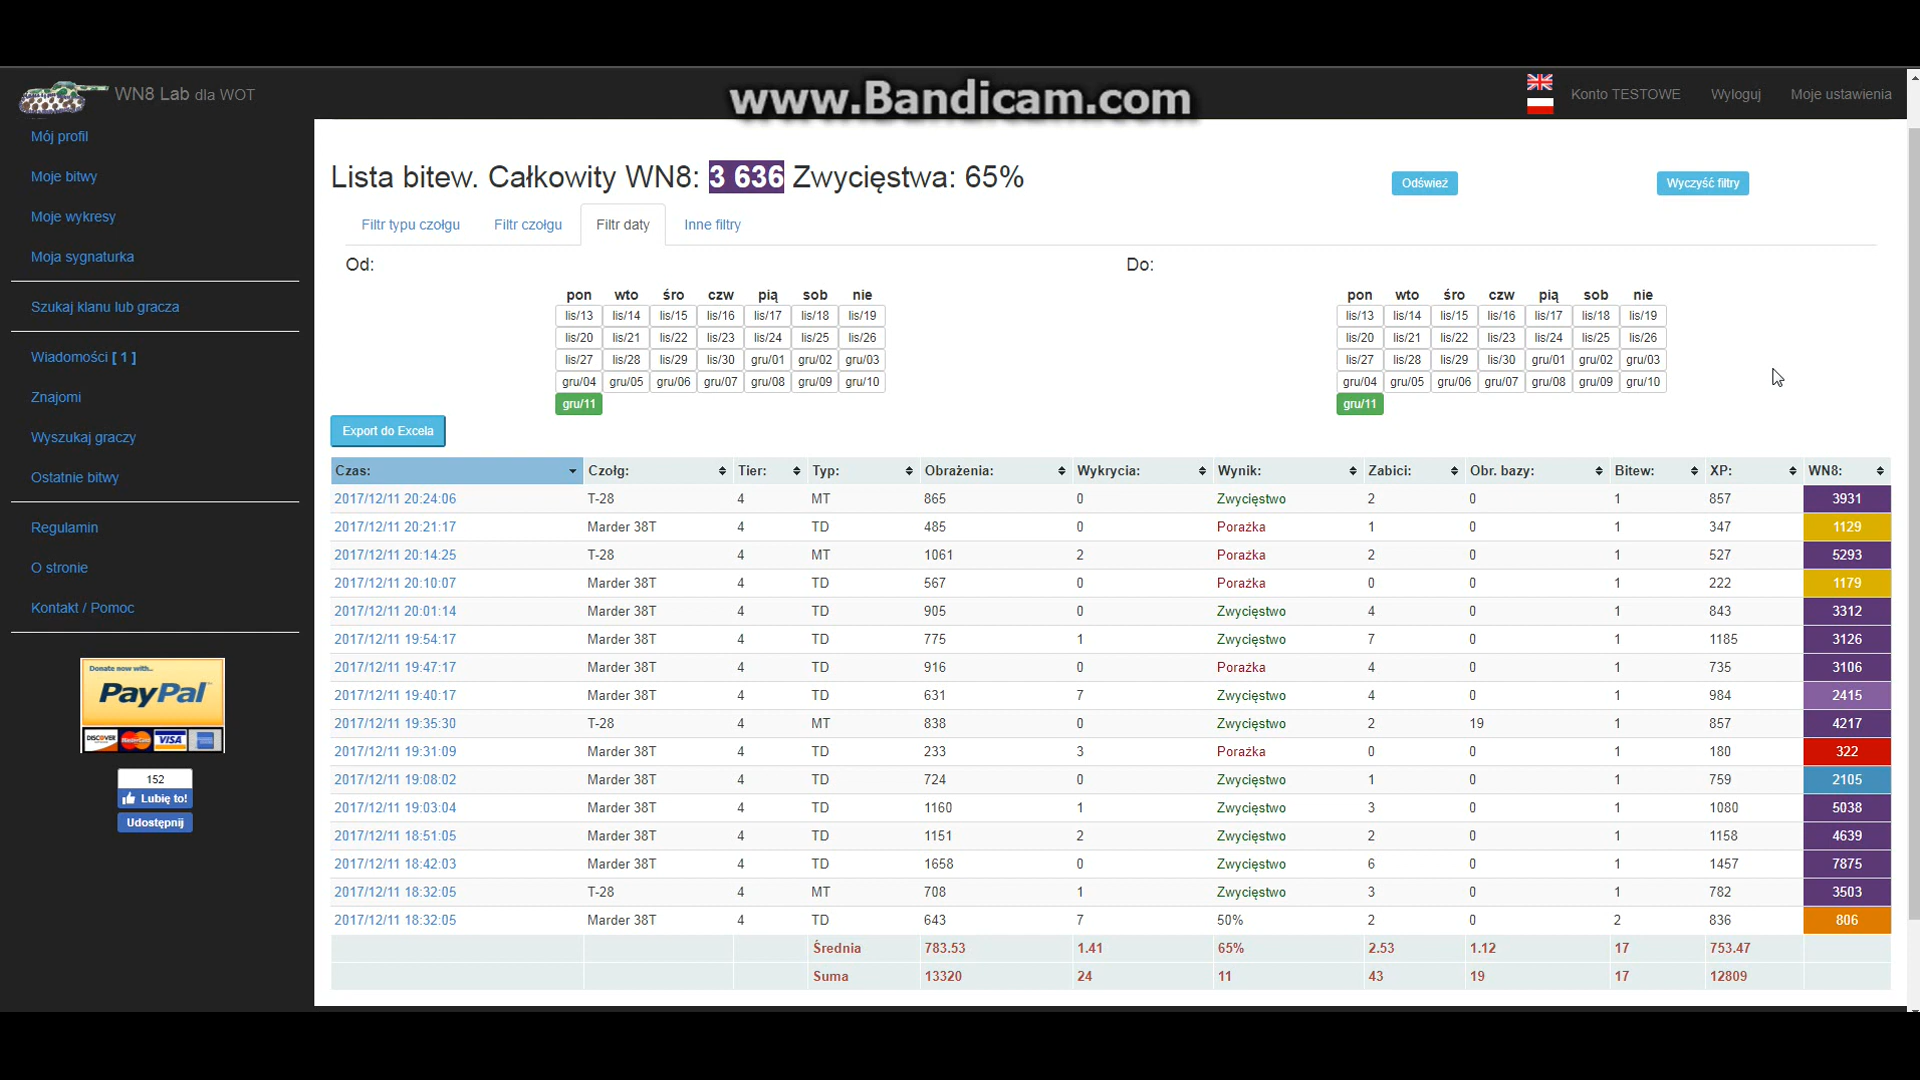 www.Bandicam.com
WN8 Lab dla WOT
Konto TESTOWE Wyloguj Moje ustawienia
Mój profil
Moje bitwy
Moje wykresy
Moja sygnaturka
Szukaj klanu lub gracza
Wiadomości [ 1 ]
Znajomi
Wyszukaj graczy
Ostatnie bitwy
Regulamin
O stronie
Kontakt / Pomoc
Donate now with...
PayPal
DISCOVER MasterCard VISA
152
Lubię to!
Udostępnij
Lista bitew. Całkowity WN8: 3 636 Zwycięstwa: 65%
Odśwież
Wyczyść filtry
Filtr typu czołgu Filtr czołgu Filtr daty Inne filtry
Od:
pon wto śro czw pią sob nie
lis/13 lis/14 lis/15 lis/16 lis/17 lis/18 lis/19
lis/20 lis/21 lis/22 lis/23 lis/24 lis/25 lis/26
lis/27 lis/28 lis/29 lis/30 gru/01 gru/02 gru/03
gru/04 gru/05 gru/06 gru/07 gru/08 gru/09 gru/10
gru/11
Do:
pon wto śro czw pią sob nie
lis/13 lis/14 lis/15 lis/16 lis/17 lis/18 lis/19
lis/20 lis/21 lis/22 lis/23 lis/24 lis/25 lis/26
lis/27 lis/28 lis/29 lis/30 gru/01 gru/02 gru/03
gru/04 gru/05 gru/06 gru/07 gru/08 gru/09 gru/10
gru/11
Export do Excela
Czas: Czołg: Tier: Typ: Obrażenia: Wykrycia: Wynik: Zabici: Obr. bazy: Bitew: XP: WN8:
2017/12/11 20:24:06 T-28 4 MT 865 0 Zwycięstwo 2 0 1 857 3931
2017/12/11 20:21:17 Marder 38T 4 TD 485 0 Porażka 1 0 1 347 1129
2017/12/11 20:14:25 T-28 4 MT 1061 2 Porażka 2 0 1 527 5293
2017/12/11 20:10:07 Marder 38T 4 TD 567 0 Porażka 0 0 1 222 1179
2017/12/11 20:01:14 Marder 38T 4 TD 905 0 Zwycięstwo 4 0 1 843 3312
2017/12/11 19:54:17 Marder 38T 4 TD 775 1 Zwycięstwo 7 0 1 1185 3126
2017/12/11 19:47:17 Marder 38T 4 TD 916 0 Porażka 4 0 1 735 3106
2017/12/11 19:40:17 Marder 38T 4 TD 631 7 Zwycięstwo 4 0 1 984 2415
2017/12/11 19:35:30 T-28 4 MT 838 0 Zwycięstwo 2 19 1 857 4217
2017/12/11 19:31:09 Marder 38T 4 TD 233 3 Porażka 0 0 1 180 322
2017/12/11 19:08:02 Marder 38T 4 TD 724 0 Zwycięstwo 1 0 1 759 2105
2017/12/11 19:03:04 Marder 38T 4 TD 1160 1 Zwycięstwo 3 0 1 1080 5038
2017/12/11 18:51:05 Marder 38T 4 TD 1151 2 Zwycięstwo 2 0 1 1158 4639
2017/12/11 18:42:03 Marder 38T 4 TD 1658 0 Zwycięstwo 6 0 1 1457 7875
2017/12/11 18:32:05 T-28 4 MT 708 1 Zwycięstwo 3 0 1 782 3503
2017/12/11 18:32:05 Marder 38T 4 TD 643 7 50% 2 0 2 836 806
Średnia 783.53 1.41 65% 2.53 1.12 17 753.47
Suma 13320 24 11 43 19 17 12809